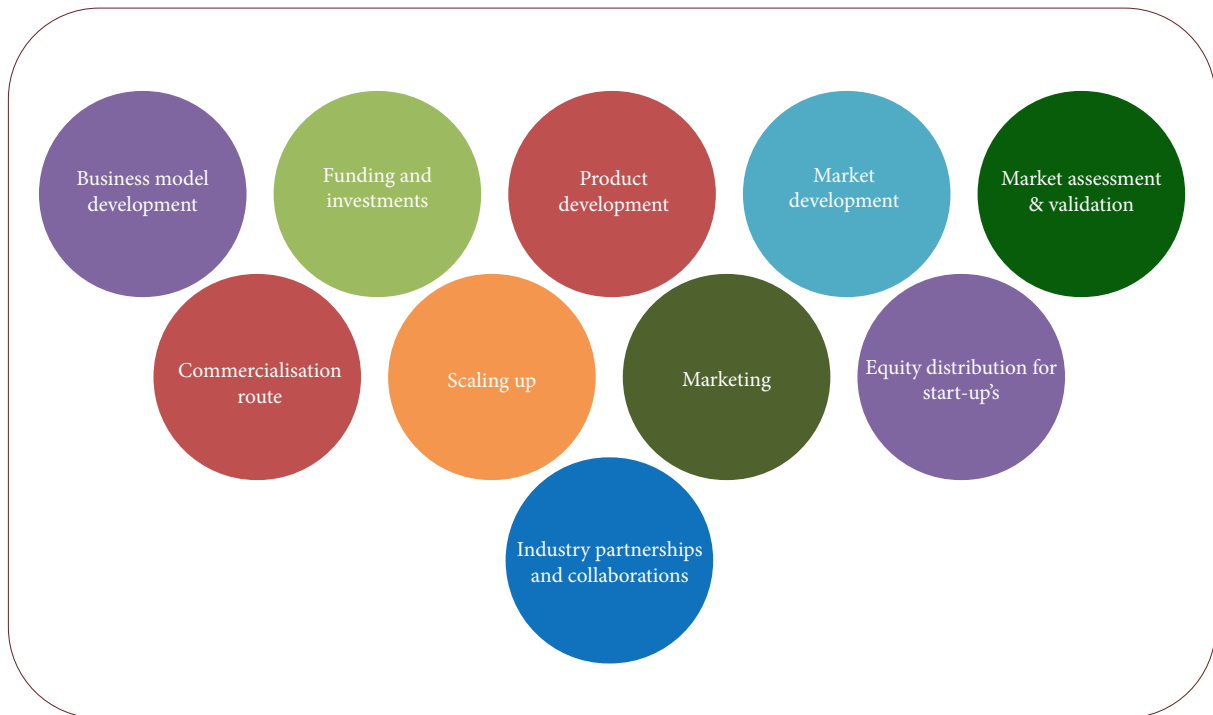 Business model
development
Funding and
investments
Product
development
Market
development
Market assessment
& validation
Commercialisation
route
Scaling up
Marketing
Equity distribution for
start-up's
Industry partnerships
and collaborations